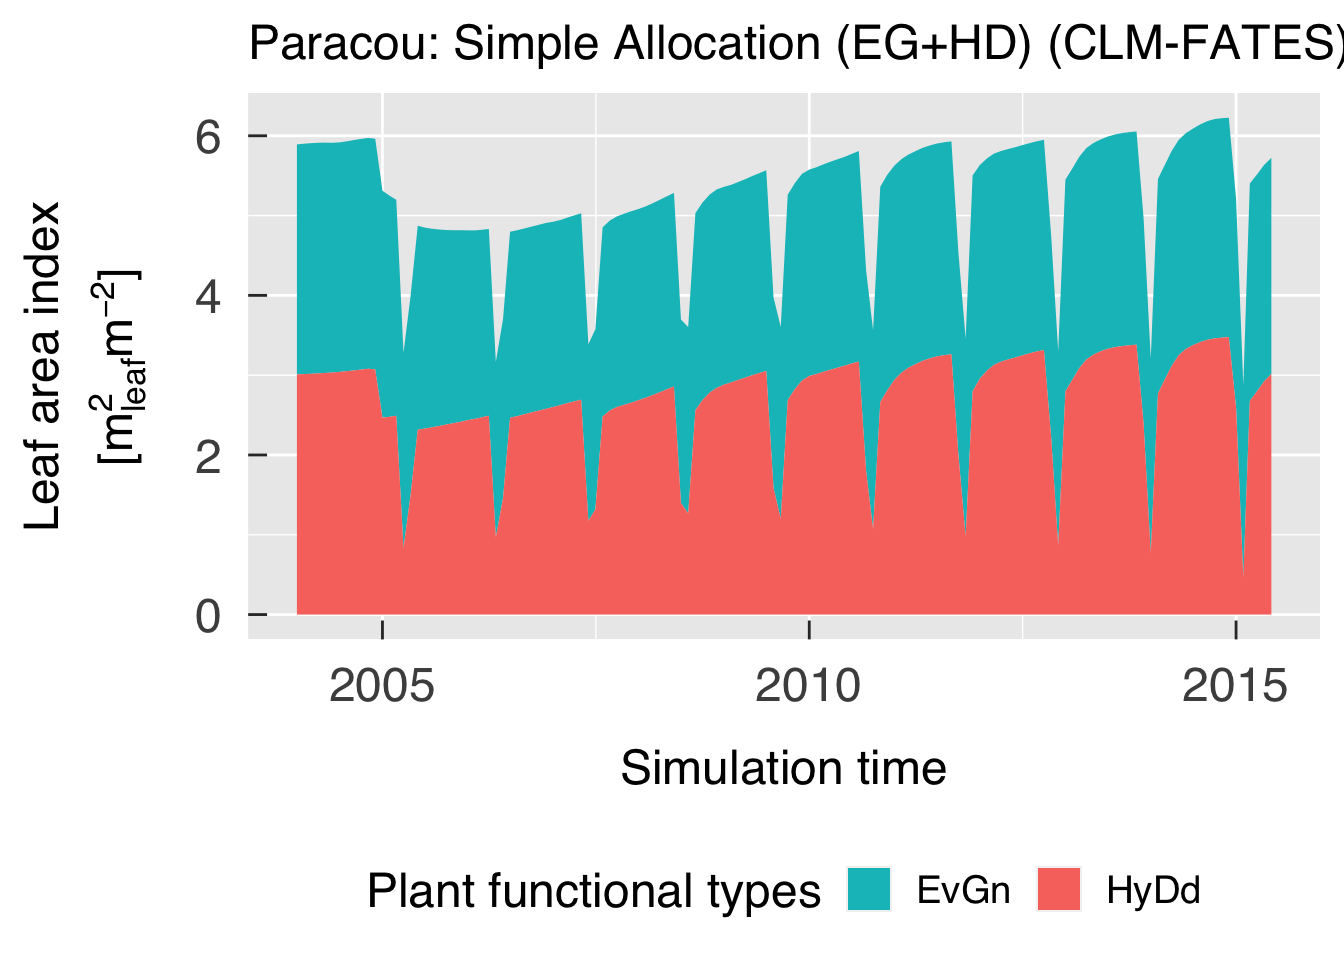 Paracou: Simple Allocation (EG+HD) (CLM-FATES)
Leaf area index
[m²leaf m⁻²]
6
4
2
0
2005 2010 2015
Simulation time
Plant functional types EvGn HyDd